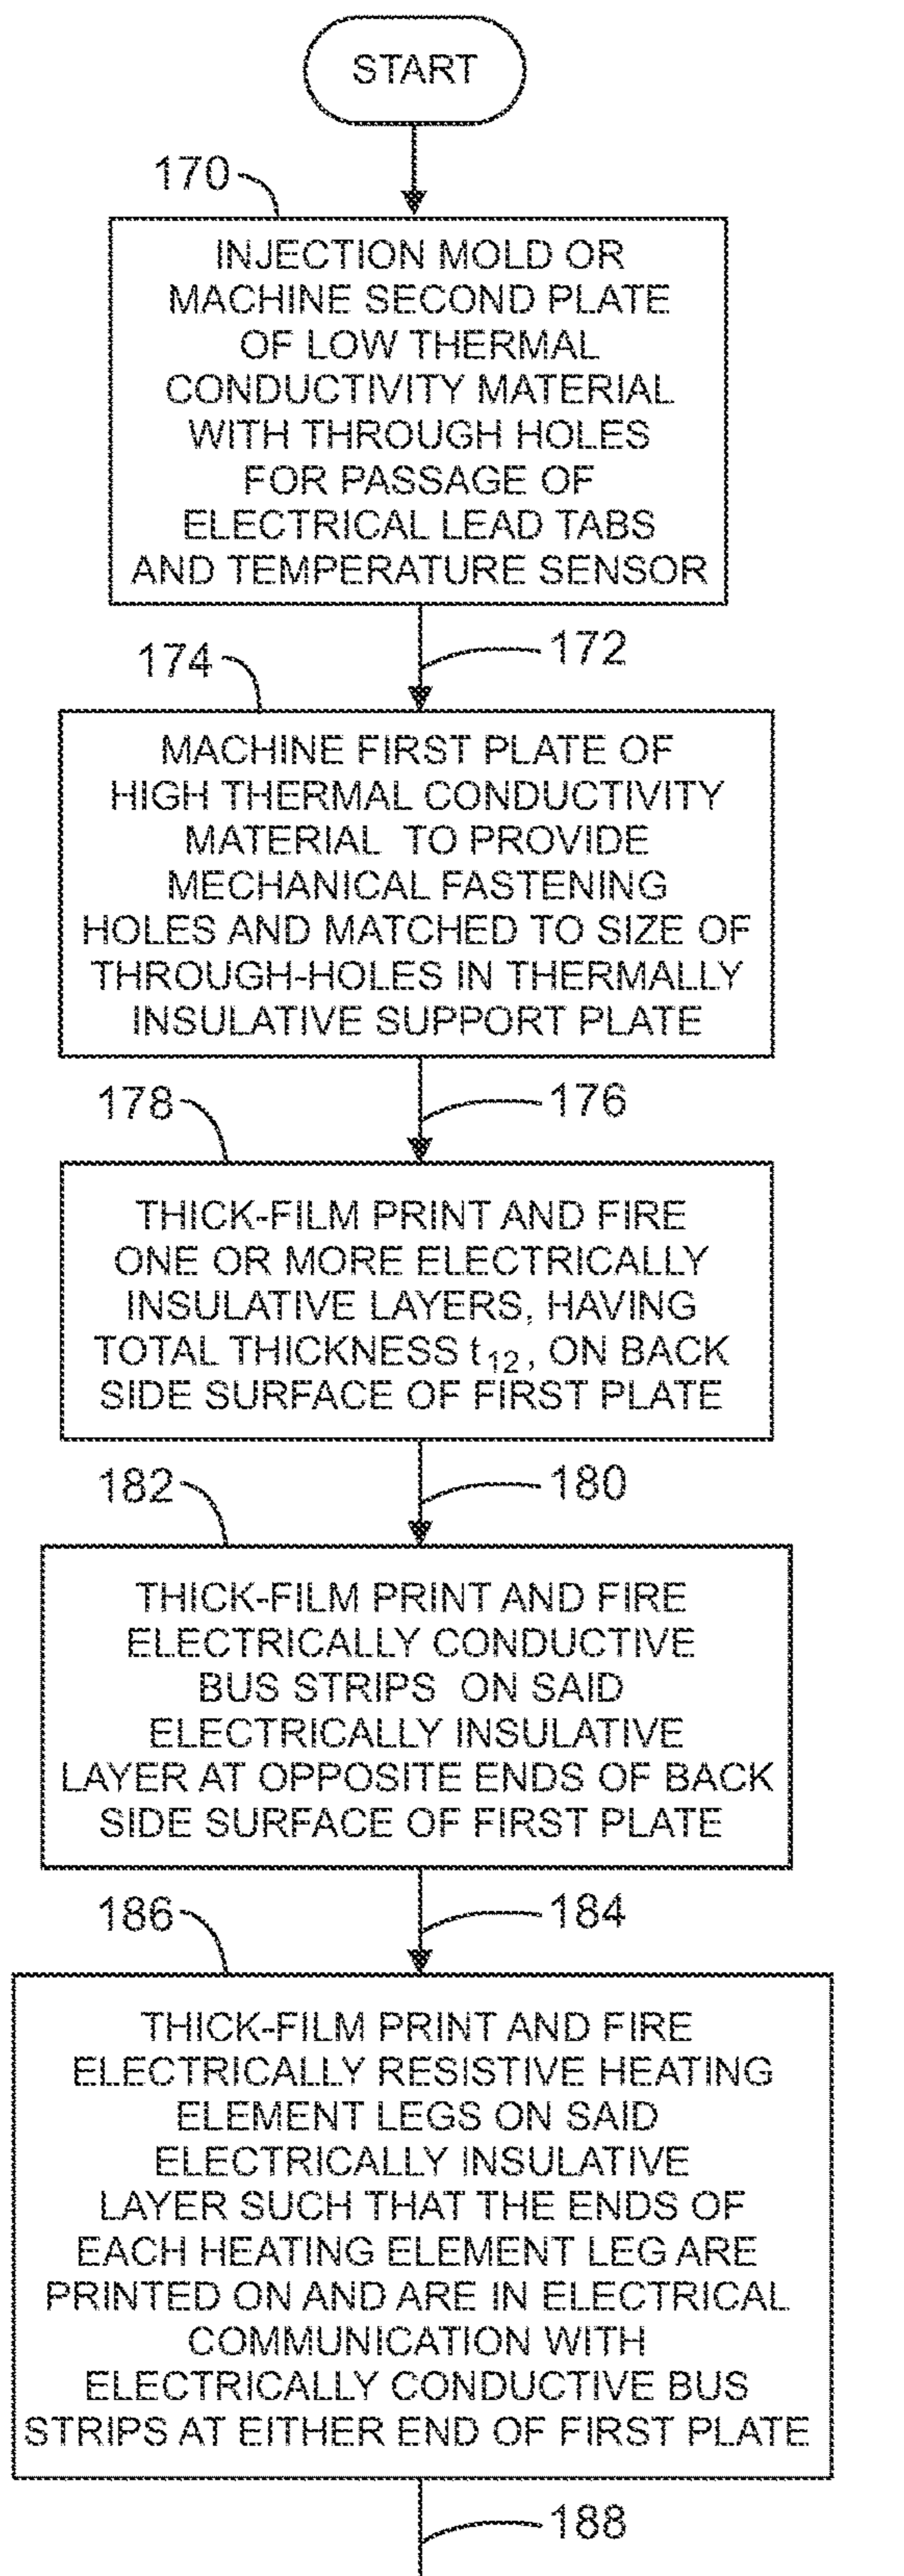 START
170
INJECTION MOLD OR
MACHINE SECOND PLATE
OF LOW THERMAL
CONDUCTIVITY MATERIAL
WITH THROUGH HOLES
FOR PASSAGE OF
ELECTRICAL LEAD TABS
AND TEMPERATURE SENSOR
172
174
MACHINE FIRST PLATE OF
HIGH THERMAL CONDUCTIVITY
MATERIAL TO PROVIDE
MECHANICAL FASTENING
HOLES AND MATCHED TO SIZE OF
THROUGH-HOLES IN THERMALLY
INSULATIVE SUPPORT PLATE
176
178
THICK-FILM PRINT AND FIRE
ONE OR MORE ELECTRICALLY
INSULATIVE LAYERS, HAVING
TOTAL THICKNESS t12, ON BACK
SIDE SURFACE OF FIRST PLATE
180
182
THICK-FILM PRINT AND FIRE
ELECTRICALLY CONDUCTIVE
BUS STRIPS ON SAID
ELECTRICALLY INSULATIVE
LAYER AT OPPOSITE ENDS OF BACK
SIDE SURFACE OF FIRST PLATE
184
186
THICK-FILM PRINT AND FIRE
ELECTRICALLY RESISTIVE HEATING
ELEMENT LEGS ON SAID
ELECTRICALLY INSULATIVE
LAYER SUCH THAT THE ENDS OF
EACH HEATING ELEMENT LEG ARE
PRINTED ON AND ARE IN ELECTRICAL
COMMUNICATION WITH
ELECTRICALLY CONDUCTIVE BUS
STRIPS AT EITHER END OF FIRST PLATE
188